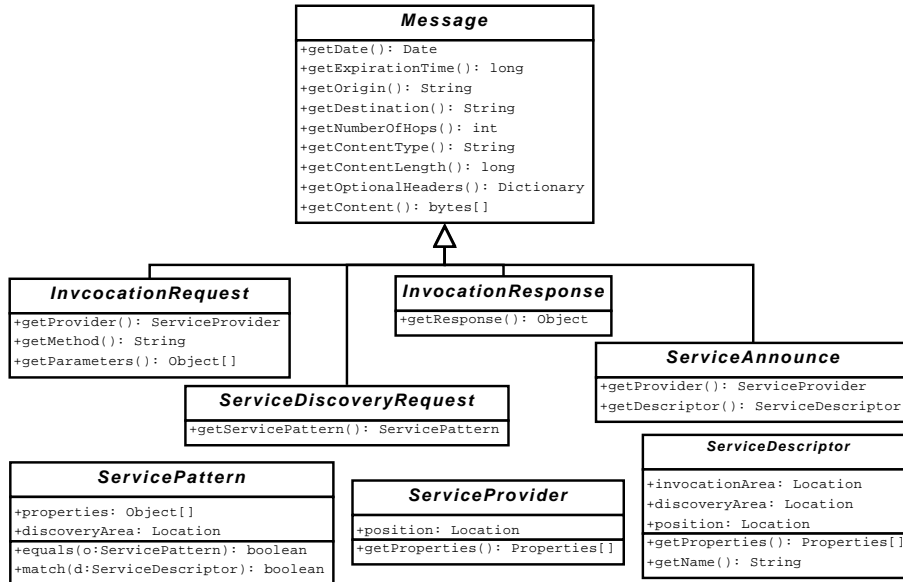 Message
+getDate(): Date
+getExpirationTime(): long
+getOrigin(): String
+getDestination(): String
+getNumberOfHops(): int
+getContentType(): String
+getContentLength(): long
+getOptionalHeaders(): Dictionary
+getContent(): bytes[]
InvcocationRequest
+getProvider(): ServiceProvider
+getMethod(): String
+getParameters(): Object[]
InvocationResponse
+getResponse(): Object
ServiceAnnounce
+getProvider(): ServiceProvider
+getDescriptor(): ServiceDescriptor
ServiceDiscoveryRequest
+getServicePattern(): ServicePattern
ServicePattern
+properties: Object[]
+discoveryArea: Location
+equals(o:ServicePattern): boolean
+match(d:ServiceDescriptor): boolean
ServiceProvider
+position: Location
+getProperties(): Properties[]
ServiceDescriptor
+invocationArea: Location
+discoveryArea: Location
+position: Location
+getProperties(): Properties[]
+getName(): String